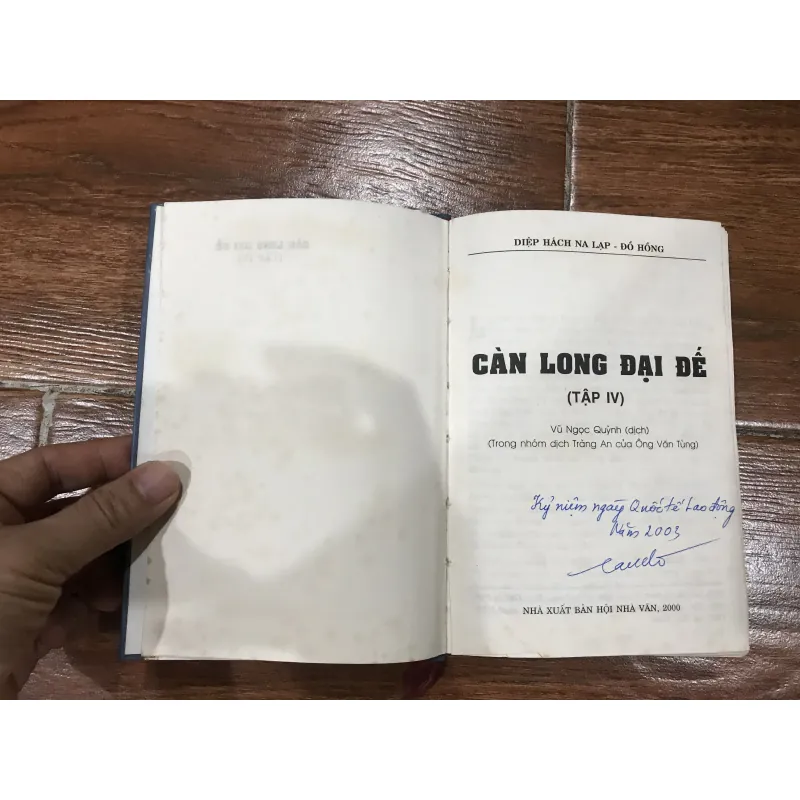 DIỆP HÁCH NA LẠP - ĐỒ HỒNG
CÀN LONG ĐẠI ĐẾ
(TẬP IV)
Vũ Ngọc Quỳnh (dịch)
(Trong nhóm dịch Tràng An của Ông Văn Tùng)
Kỷ niệm ngày Quốc tế Lao động
Năm 2003
NHÀ XUẤT BẢN HỘI NHÀ VĂN, 2000